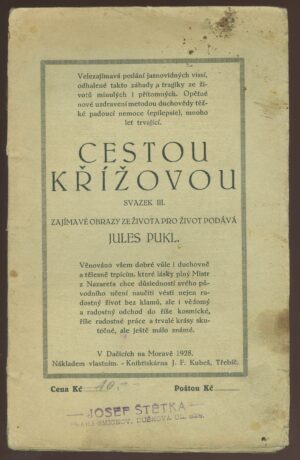 Velezajímavá podání jasnovidných vissí,
odhalené takto záhady a tragiky ze ži-
votů minulých i přítomných. Opětné
nové uzdravení metodou duchovědy těž-
ké padoucí nemoce (epilepsie), mnoho
let trvající.
CESTOU
KŘÍŽOVOU
SVAZEK III.
ZAJÍMAVÉ OBRAZY ZE ŽIVOTA PRO ŽIVOT PODÁVÁ
JULES PUKL.
Věnováno všem dobré vůle i duchovně
a tělesně trpícím, které lásky plný Mistr
z Nazareta chce důsledností svého pů-
vodního učení naučiti vésti nejen ra-
dostný život bez klamů, ale i vědomý
a radostný odchod do říše kosmické,
říše radostné práce a trvalé krásy sku-
tečné, ale ještě málo známé.
V Dačicích na Moravě 1928.
Nákladem vlastním. - Knihtiskárna J. F. Kubeš, Třebíč.
Cena Kč 10.- Poštou Kč
JOSEF ŠTĚTKA
PRAHA SMÍCHOV,